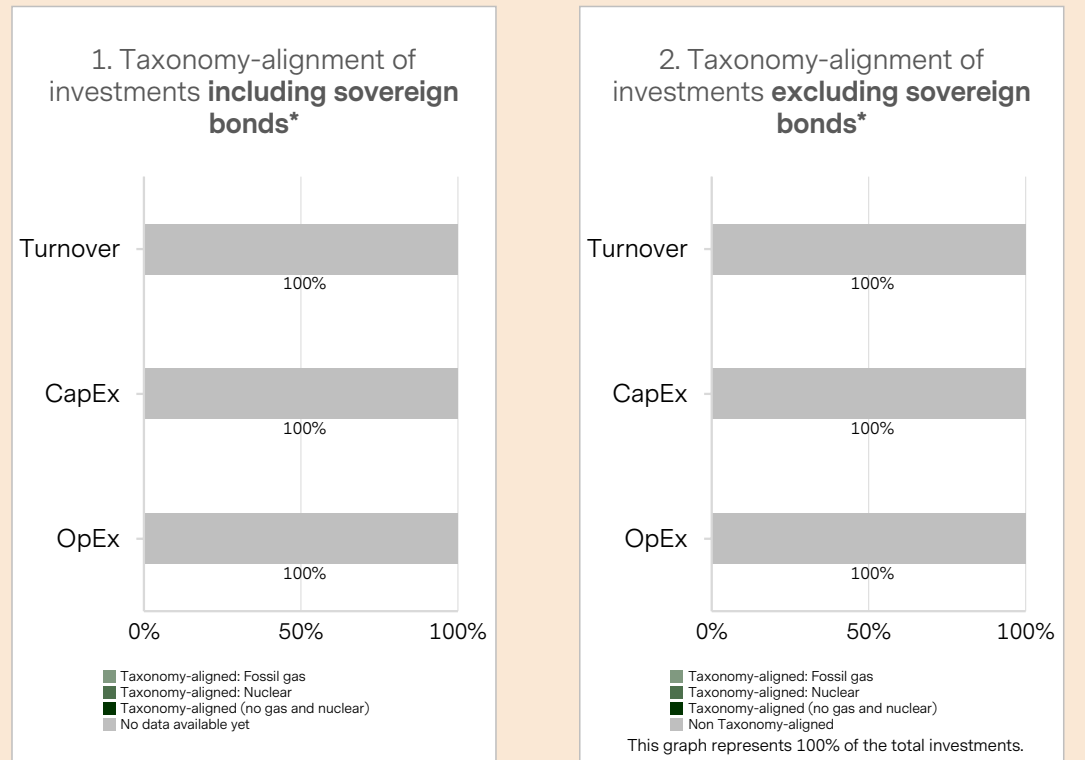 1. Taxonomy-alignment of
investments including sovereign
bonds*
Turnover
100%
CapEx
100%
OpEx
100%
0% 50% 100%
Taxonomy-aligned: Fossil gas
Taxonomy-aligned: Nuclear
Taxonomy-aligned (no gas and nuclear)
No data available yet
2. Taxonomy-alignment of
investments excluding sovereign
bonds*
Turnover
100%
CapEx
100%
OpEx
100%
0% 50% 100%
Taxonomy-aligned: Fossil gas
Taxonomy-aligned: Nuclear
Taxonomy-aligned (no gas and nuclear)
Non Taxonomy-aligned
This graph represents 100% of the total investments.